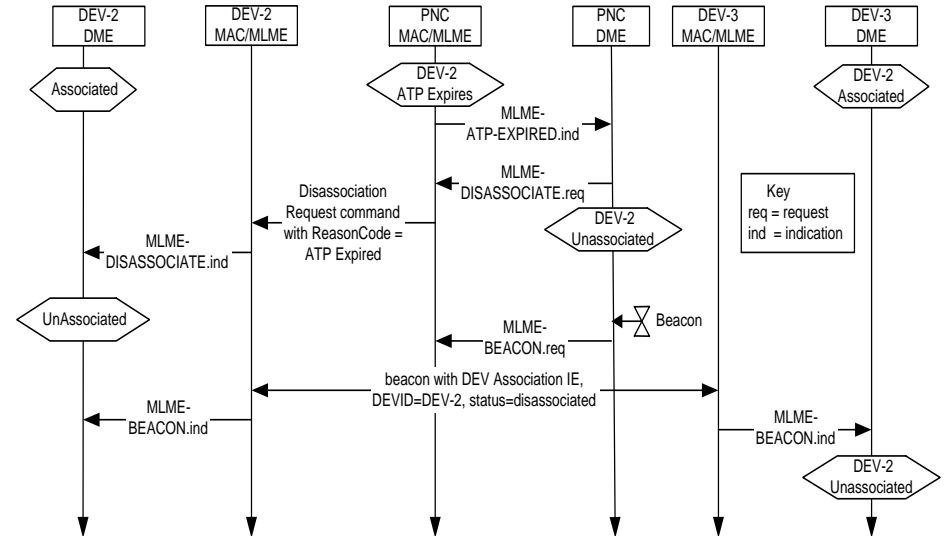 DEV-2
DME
DEV-2
MAC/MLME
PNC
MAC/MLME
PNC
DME
DEV-3
MAC/MLME
DEV-3
DME
Associated
DEV-2
ATP Expires
DEV-2
Associated
MLME-
ATP-EXPIRED.ind
MLME-
DISASSOCIATE.req
Disassociation
Request command
with ReasonCode =
ATP Expired
Key
req = request
ind = indication
DEV-2
Unassociated
MLME-
DISASSOCIATE.ind
UnAssociated
Beacon
MLME-
BEACON.req
beacon with DEV Association IE,
DEVID=DEV-2, status=disassociated
MLME-
BEACON.ind
MLME-
BEACON.ind
DEV-2
Unassociated